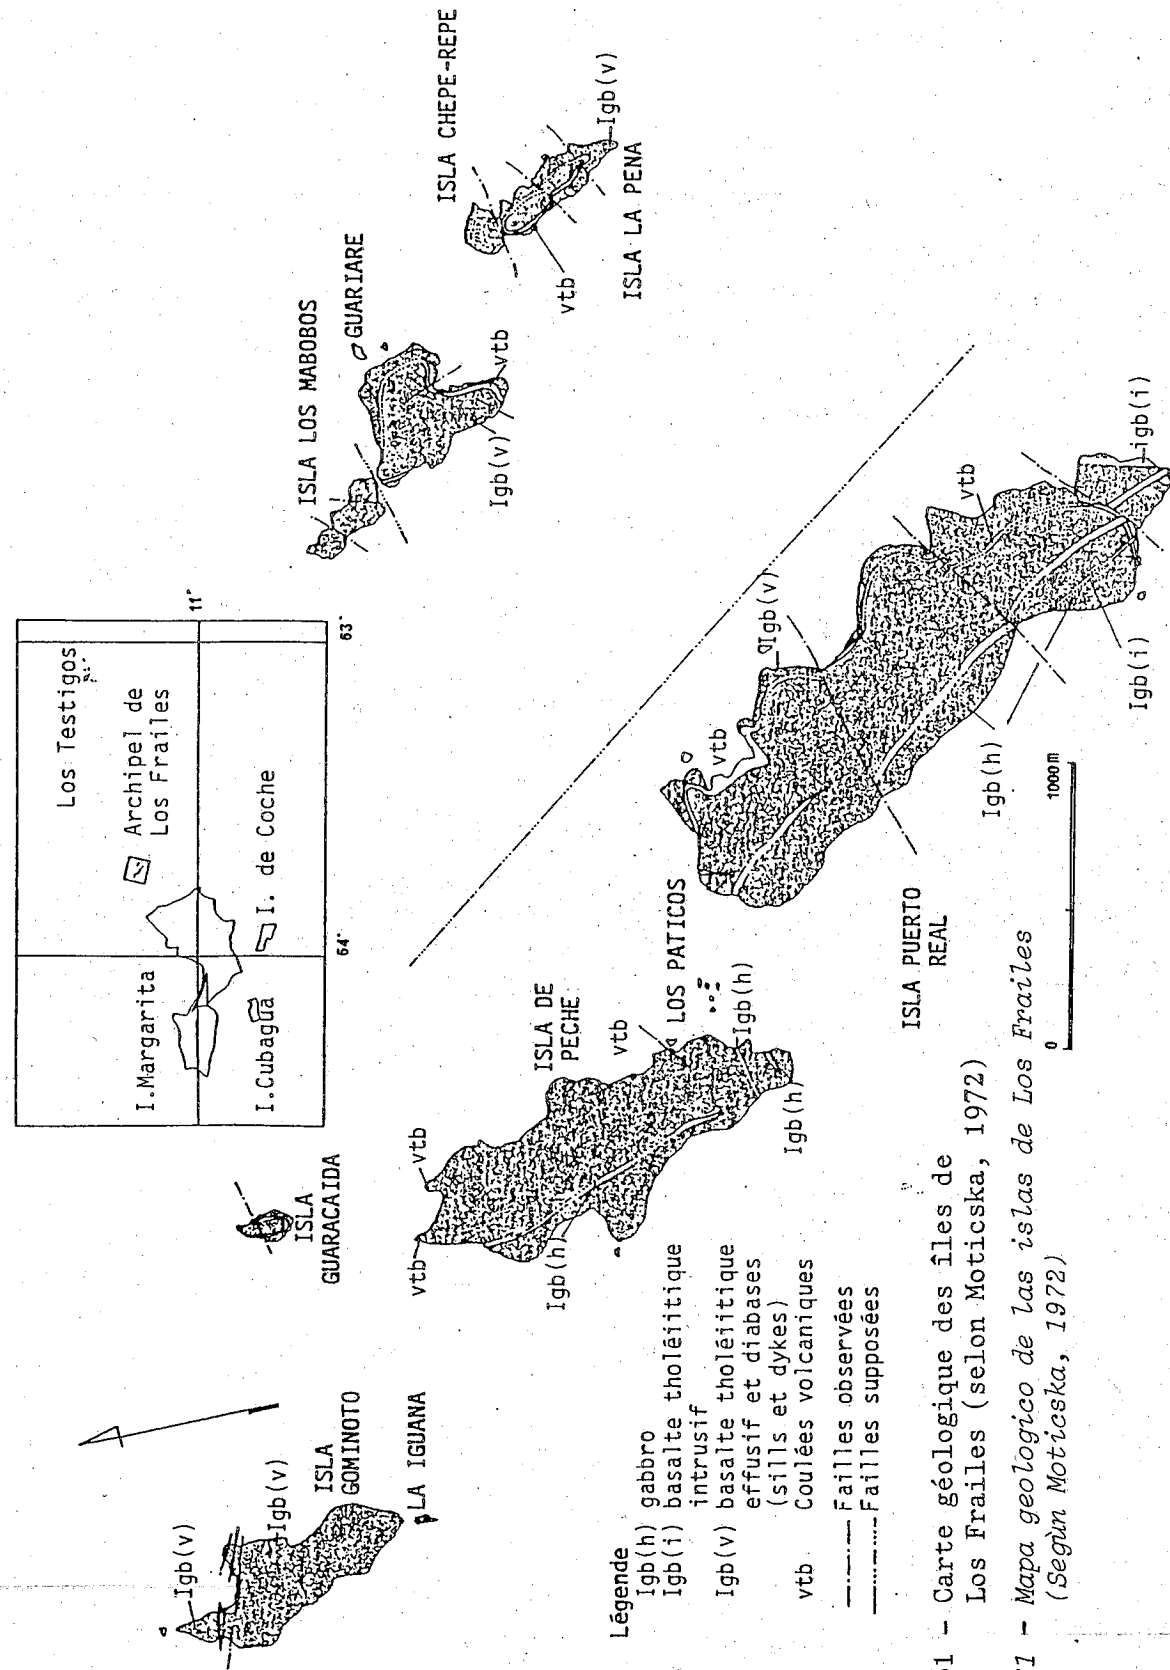 Igb(v)
Igb(v)
ISLA
GOMINOTO
LA IGUANA
ISLA
GUARACAIDA
Los Testigos
Archipel de
Los Frailes
I.Margarita
11°
I.Cubagüa
I. de Coche
64°
63°
ISLA LOS MABOBOS
GUARIARE
Igb(v)
vtb
ISLA CHEPE-REPE
vtb
Igb(v)
ISLA LA PENA
vtb
vtb
ISLA DE
PECHE
vtb
LOS PATICOS
Igb(h)
Igb(h)
Igb(h)
vtb
Igb(v)
vtb
igb(i)
Igb(i)
Igb(h)
ISLA PUERTO
REAL
0
1000m
Légende
Igb(h) gabbro
Igb(i) basalte tholéiitique
intrusif
Igb(v) basalte tholéiitique
effusif et diabases
(sills et dykes)
vtb Coulées volcaniques
Failles observées
Failles supposées
1 - Carte géologique des îles de
Los Frailes (selon Moticska, 1972)
1 - Mapa geologico de las islas de Los Frailes
(Segùn Moticska, 1972)